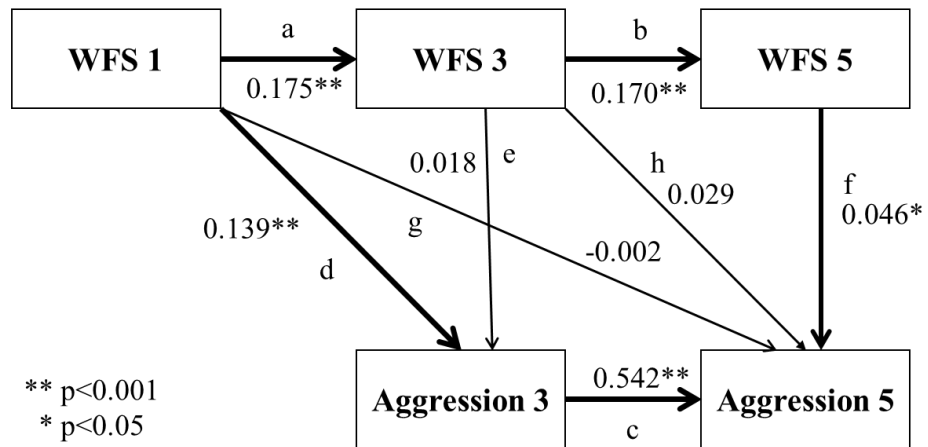 WFS 1
a
0.175**
WFS 3
b
0.170**
WFS 5
0.018
e
h
0.029
f
0.046*
0.139**
g
d
-0.002
** p<0.001
* p<0.05
Aggression 3
0.542**
c
Aggression 5